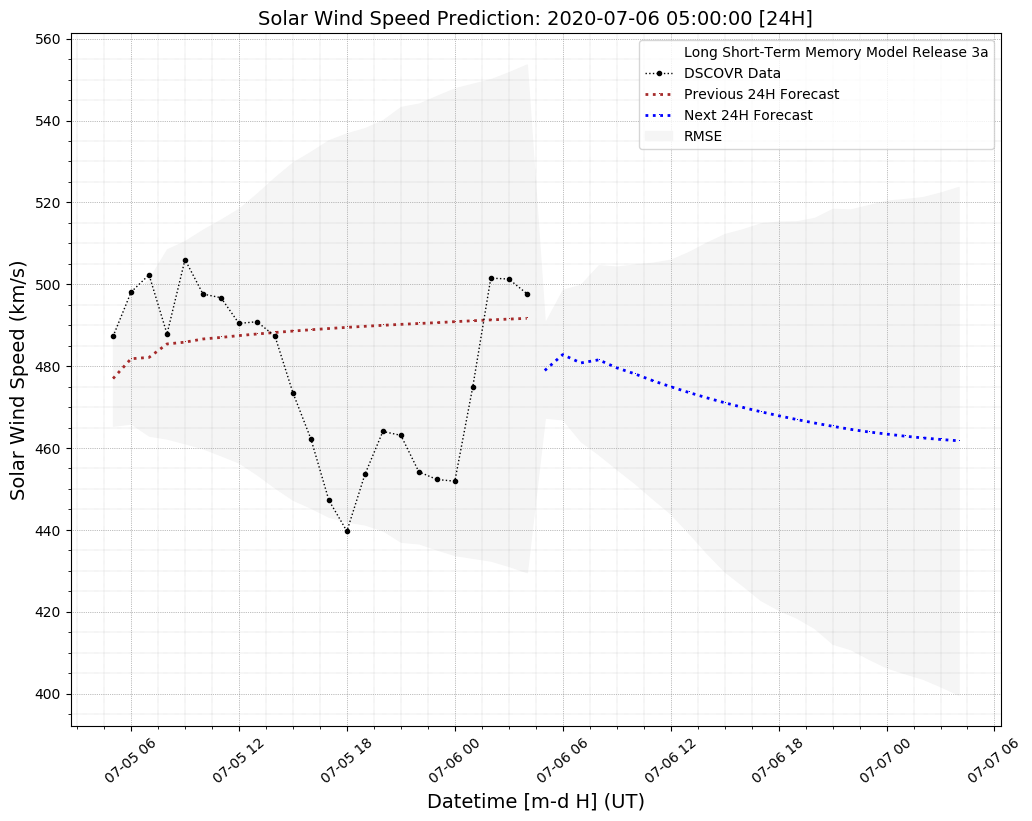 Solar Wind Speed Prediction: 2020-07-06 05:00:00 [24H]
Long Short-Term Memory Model Release 3a
DSCOVR Data
Previous 24H Forecast
Next 24H Forecast
RMSE
Solar Wind Speed (km/s)
560
540
520
500
480
460
440
420
400
07-05 06
07-05 12
07-05 18
07-06 00
07-06 06
07-06 12
07-06 18
07-07 00
07-07 06
Datetime [m-d H] (UT)